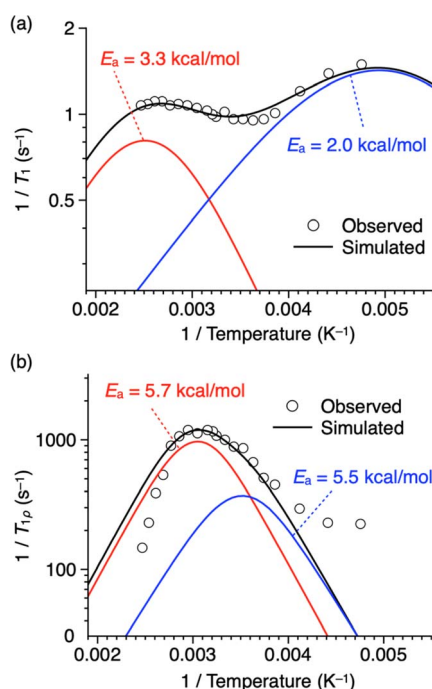 (a)
2
Eₐ = 3.3 kcal/mol
1
1 / T₁ (s⁻¹)
Eₐ = 2.0 kcal/mol
0.5
Observed
Simulated
0.002 0.003 0.004 0.005
1 / Temperature (K⁻¹)
(b)
Eₐ = 5.7 kcal/mol
Observed
1000
Simulated
1 / T₁ᵨ (s⁻¹)
Eₐ = 5.5 kcal/mol
100
0
0.002 0.003 0.004 0.005
1 / Temperature (K⁻¹)